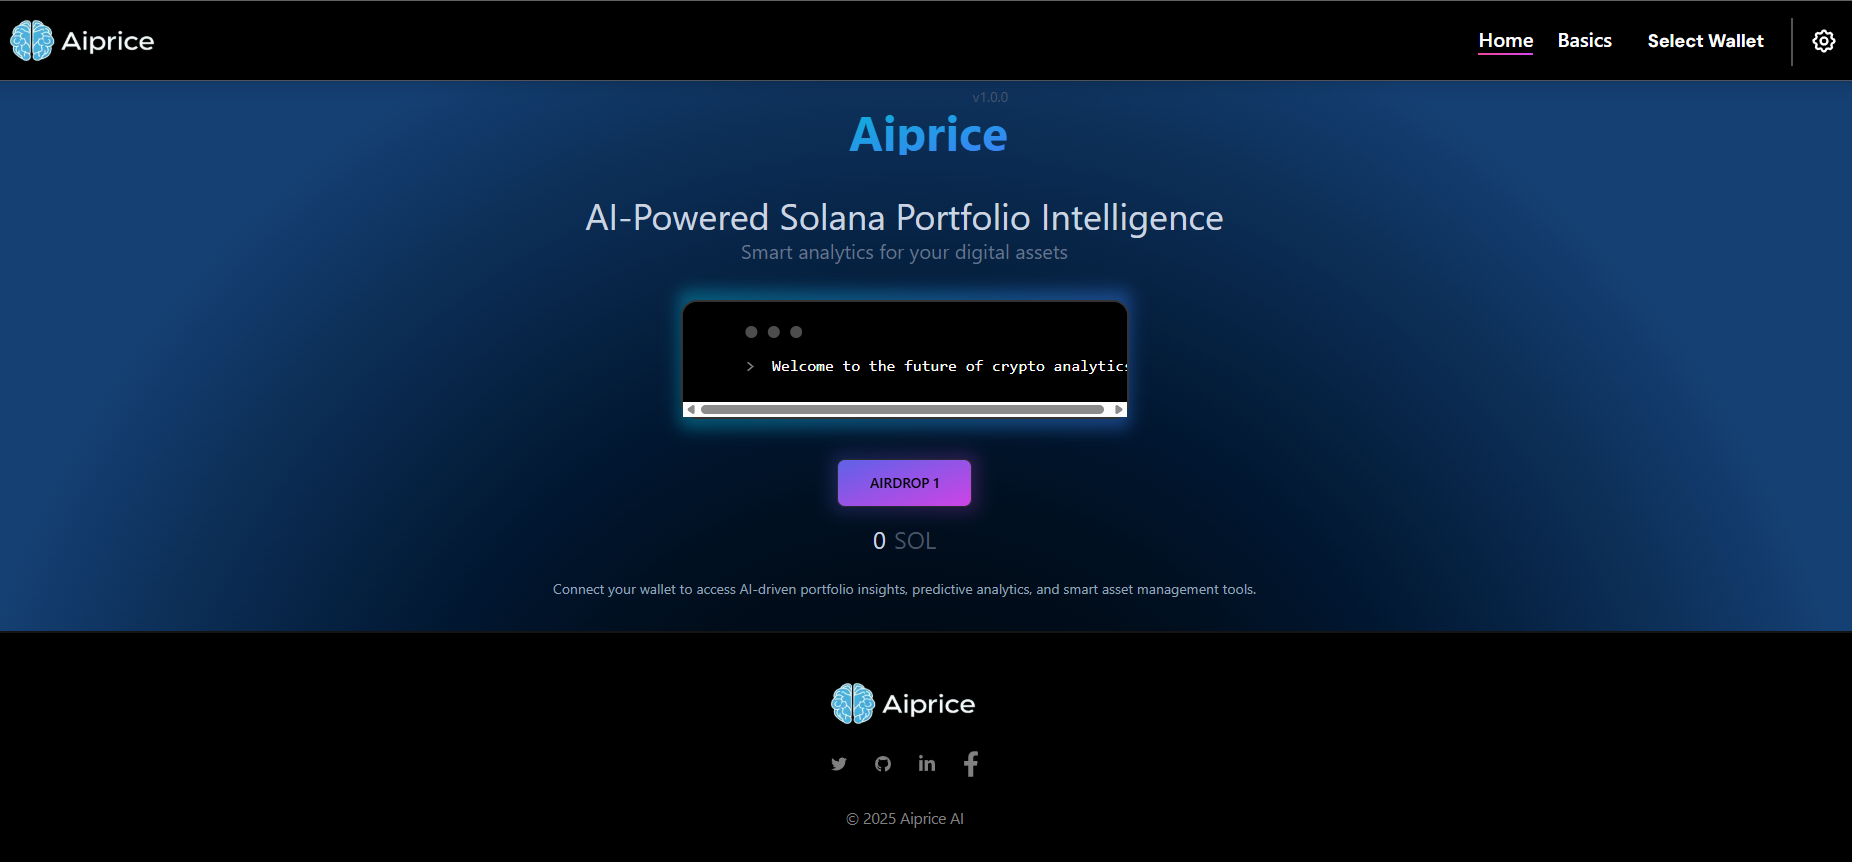 Aiprice
Home Basics Select Wallet
v1.0.0
Aiprice
AI-Powered Solana Portfolio Intelligence
Smart analytics for your digital assets
> Welcome to the future of crypto analytics
AIRDROP 1
0 SOL
Connect your wallet to access AI-driven portfolio insights, predictive analytics, and smart asset management tools.
Aiprice
© 2025 Aiprice AI